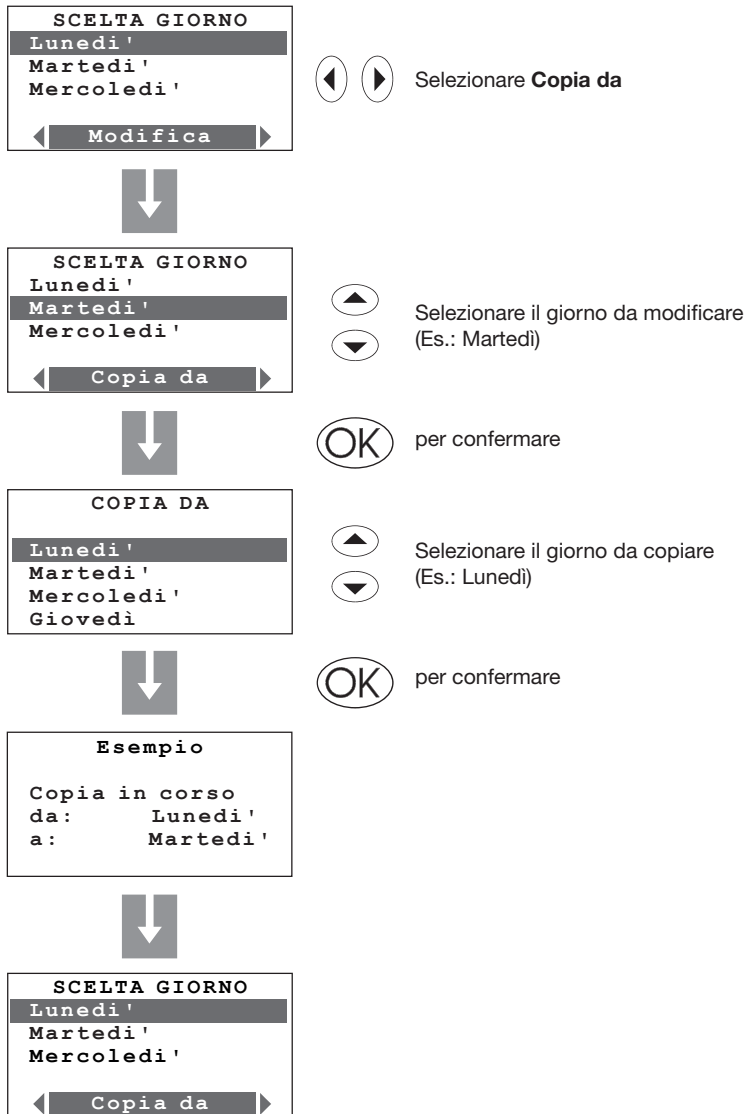 SCELTA GIORNO
Lunedi'
Martedi'
Mercoledi'
Modifica
Selezionare Copia da
SCELTA GIORNO
Lunedi'
Martedi'
Mercoledi'
Copia da
Selezionare il giorno da modificare
(Es.: Martedì)
OK per confermare
COPIA DA
Lunedi'
Martedi'
Mercoledi'
Giovedì
Selezionare il giorno da copiare
(Es.: Lunedì)
OK per confermare
Esempio
Copia in corso
da: Lunedi'
a: Martedi'
SCELTA GIORNO
Lunedi'
Martedi'
Mercoledi'
Copia da